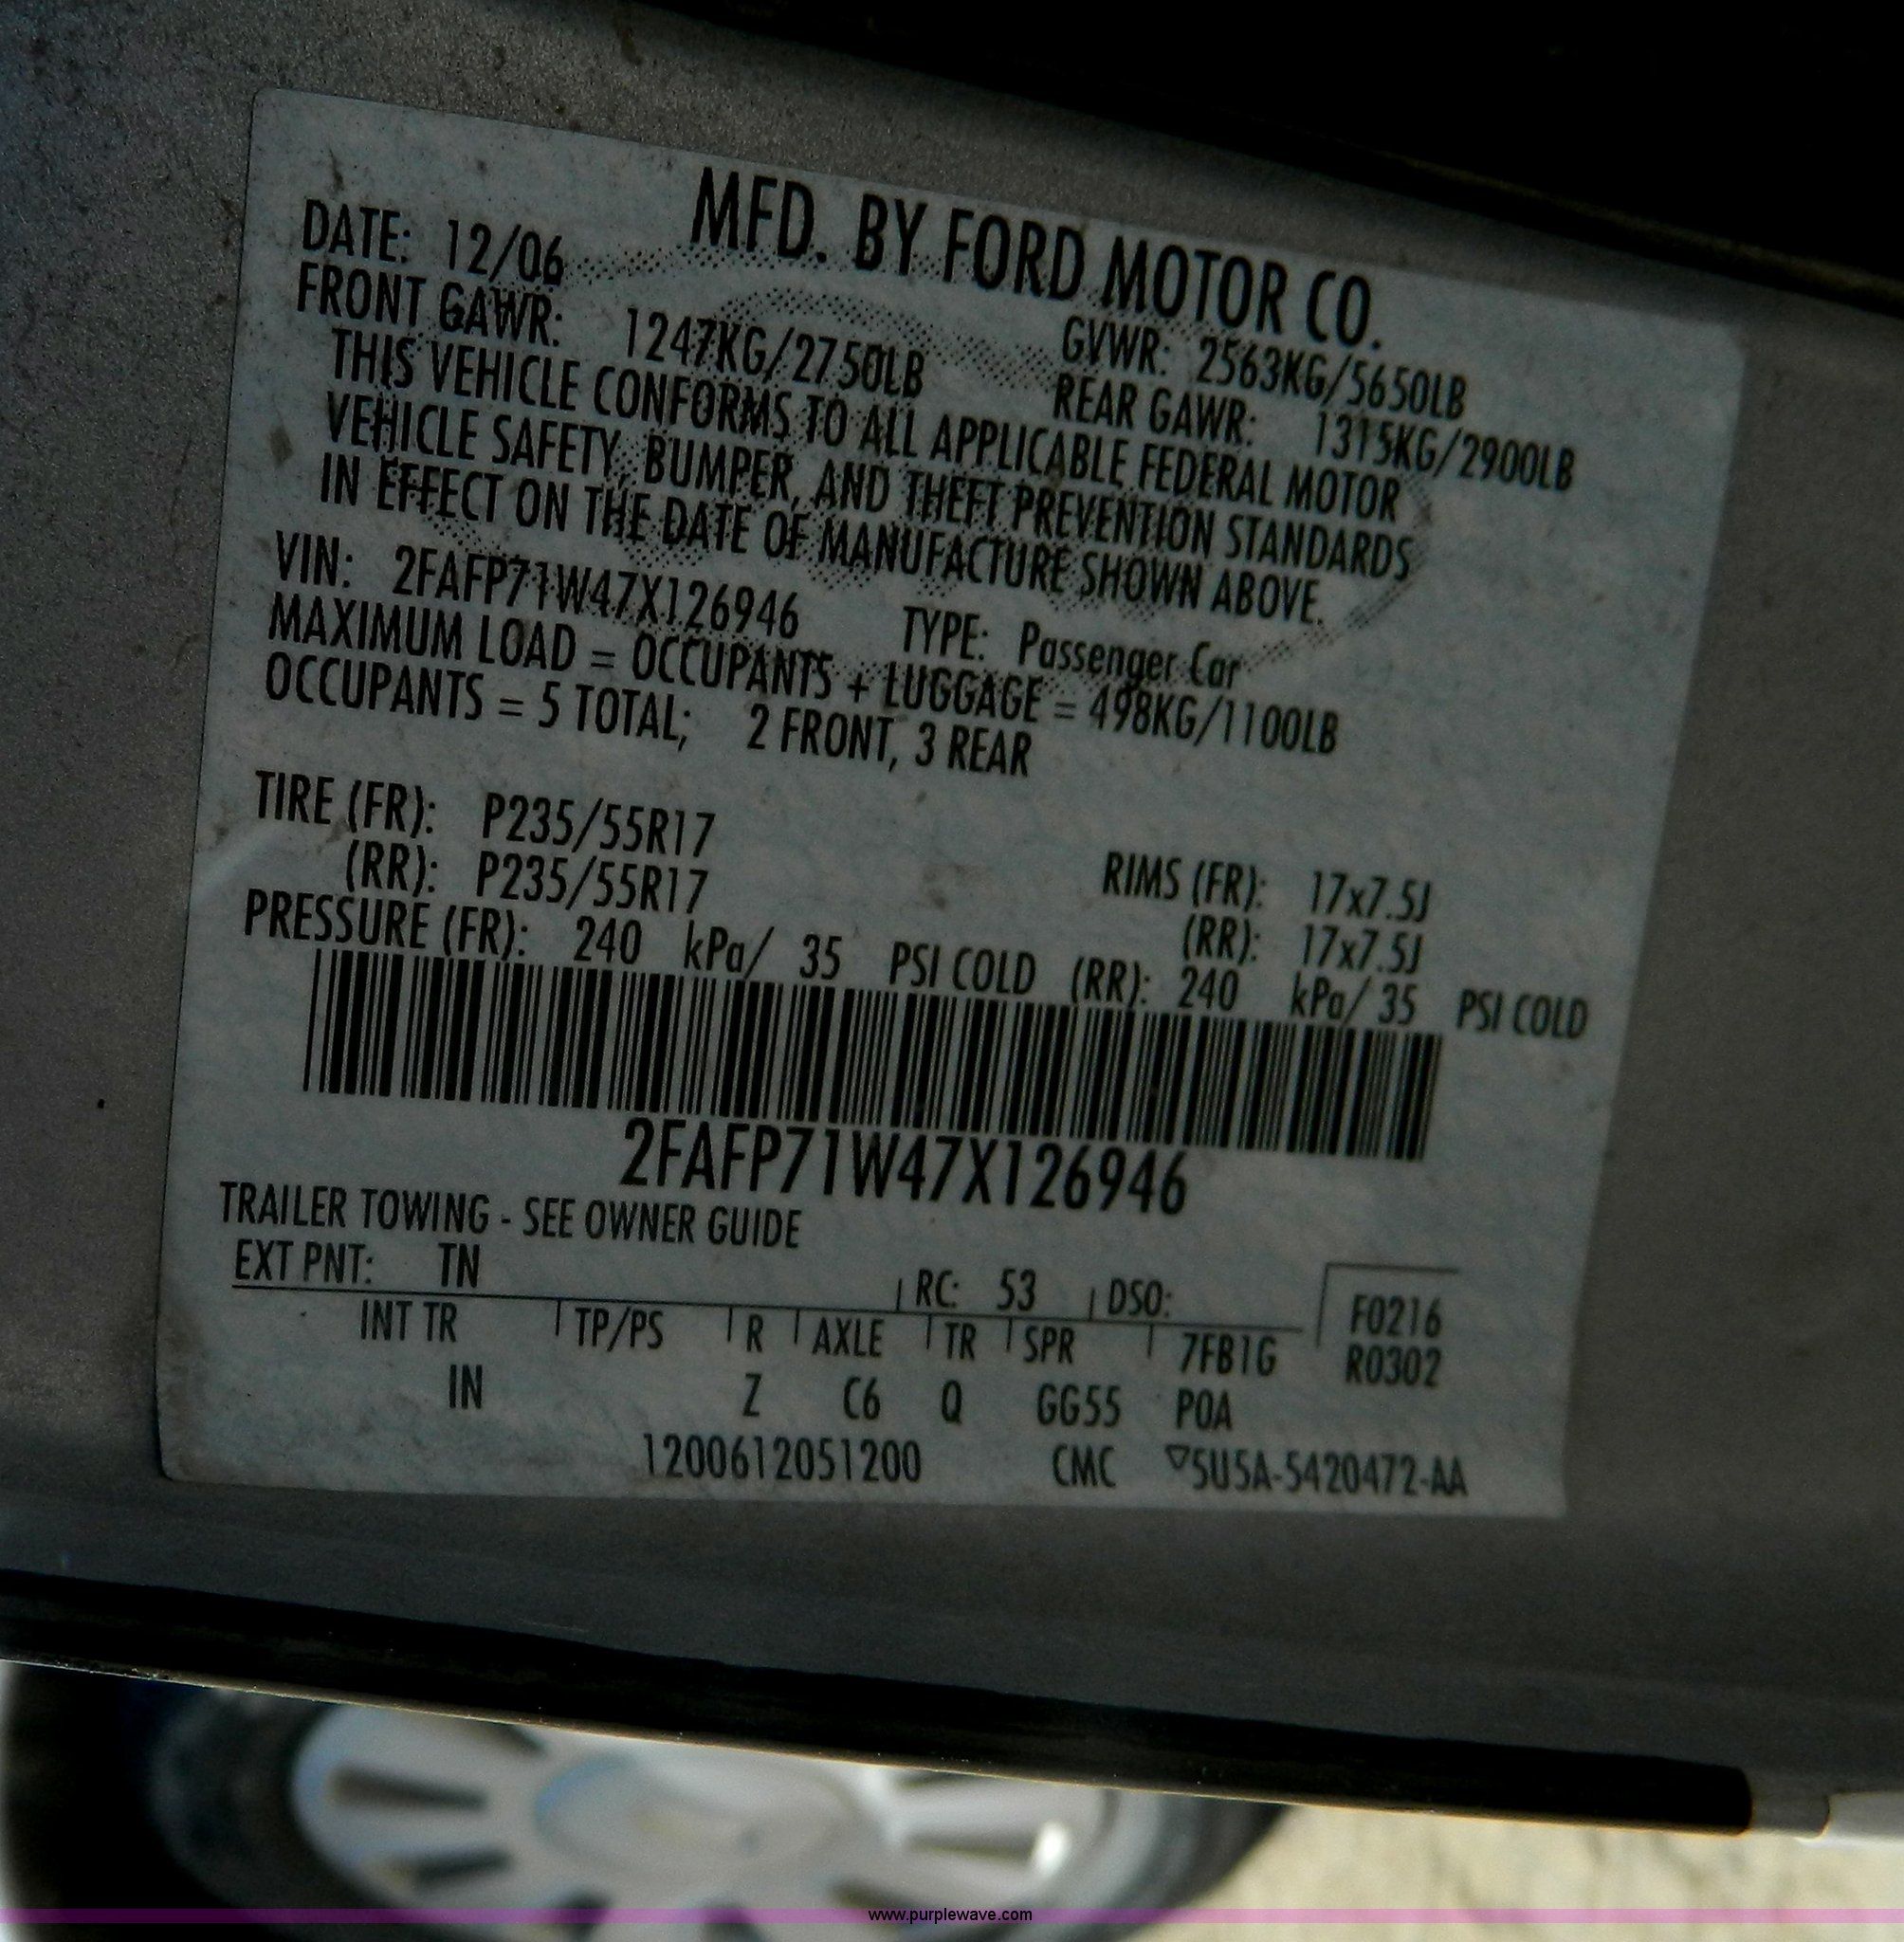 MFD. BY FORD MOTOR CO.
DATE: 12/06 GVWR: 2563KG/5650LB
FRONT GAWR: 1247KG/2750LB REAR GAWR: 1315KG/2900LB
THIS VEHICLE CONFORMS TO ALL APPLICABLE FEDERAL MOTOR
VEHICLE SAFETY, BUMPER, AND THEFT PREVENTION STANDARDS
IN EFFECT ON THE DATE OF MANUFACTURE SHOWN ABOVE.
VIN: 2FAFP71W47X126946 TYPE: Passenger Car
MAXIMUM LOAD = OCCUPANTS + LUGGAGE = 498KG/1100LB
OCCUPANTS = 5 TOTAL; 2 FRONT, 3 REAR
TIRE (FR): P235/55R17 RIMS (FR): 17x7.5J
(RR): P235/55R17 (RR): 17x7.5J
PRESSURE (FR): 240 kPa/ 35 PSI COLD (RR): 240 kPa/ 35 PSI COLD
2FAFP71W47X126946
TRAILER TOWING - SEE OWNER GUIDE
EXT PNT: TN RC: 53 DSO: F0216
INT TR TP/PS R AXLE TR SPR 7FB1G R0302
IN Z C6 Q GG55 POA
1200612051200 CMC ▽5U5A-5420472-AA
www.purplewave.com